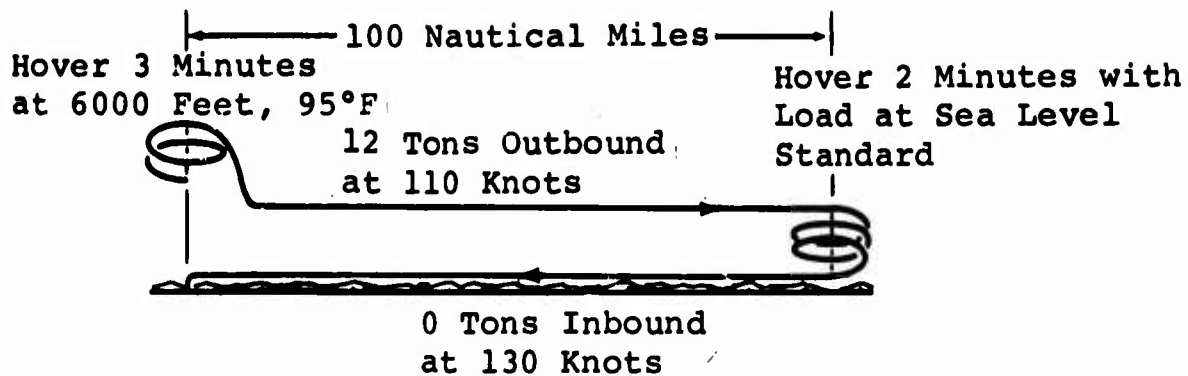 100 Nautical Miles
Hover 3 Minutes
at 6000 Feet, 95°F
Hover 2 Minutes with
Load at Sea Level
Standard
12 Tons Outbound
at 110 Knots
0 Tons Inbound
at 130 Knots